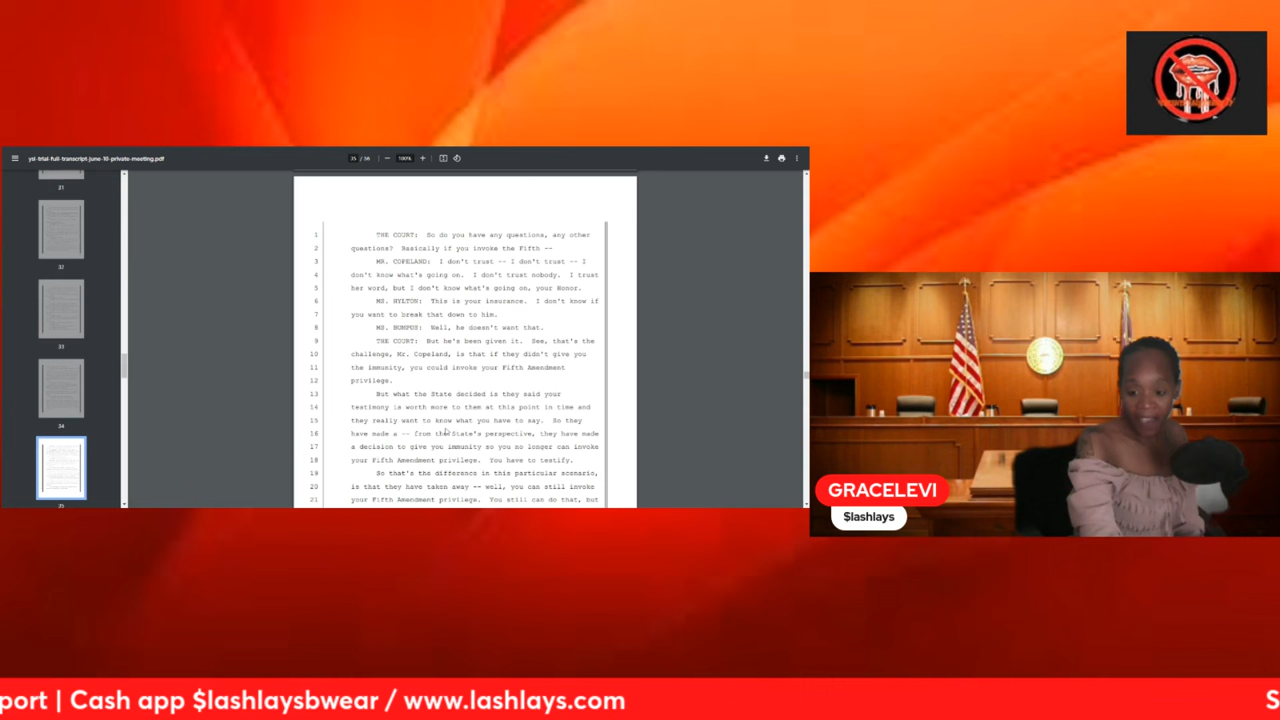 ysl-trial-full-transcript-june-10-private-meeting.pdf
35 / 56
100%
31
32
33
34
35
1 THE COURT: So do you have any questions, any other
2 questions? Basically if you invoke the Fifth --
3 MR. COPELAND: I don't trust -- I don't trust -- I
4 don't know what's going on. I don't trust nobody. I trust
5 her word, but I don't know what's going on, your Honor.
6 MS. HYLTON: This is your insurance. I don't know if
7 you want to break that down to him.
8 MS. BUMPUS: Well, he doesn't want that.
9 THE COURT: But he's been given it. See, that's the
10 challenge, Mr. Copeland, is that if they didn't give you
11 the immunity, you could invoke your Fifth Amendment
12 privilege.
13 But what the State decided is they said your
14 testimony is worth more to them at this point in time and
15 they really want to know what you have to say. So they
16 have made a -- from the State's perspective, they have made
17 a decision to give you immunity so you no longer can invoke
18 your Fifth Amendment privilege. You have to testify.
19 So that's the difference in this particular scenario,
20 is that they have taken away -- well, you can still invoke
21 your Fifth Amendment privilege. You still can do that, but
GRACELEVI
$lashlays
port | Cash app $lashlaysbwear / www.lashlays.com
S